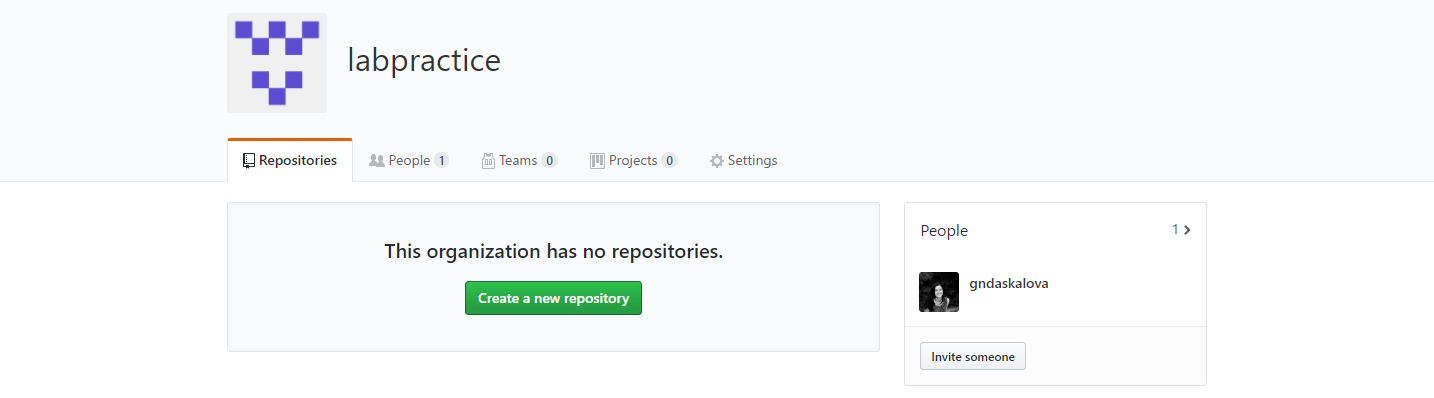 labpractice
Repositories People 1 Teams 0 Projects 0 Settings
This organization has no repositories.
Create a new repository
People 1
gndaskalova
Invite someone